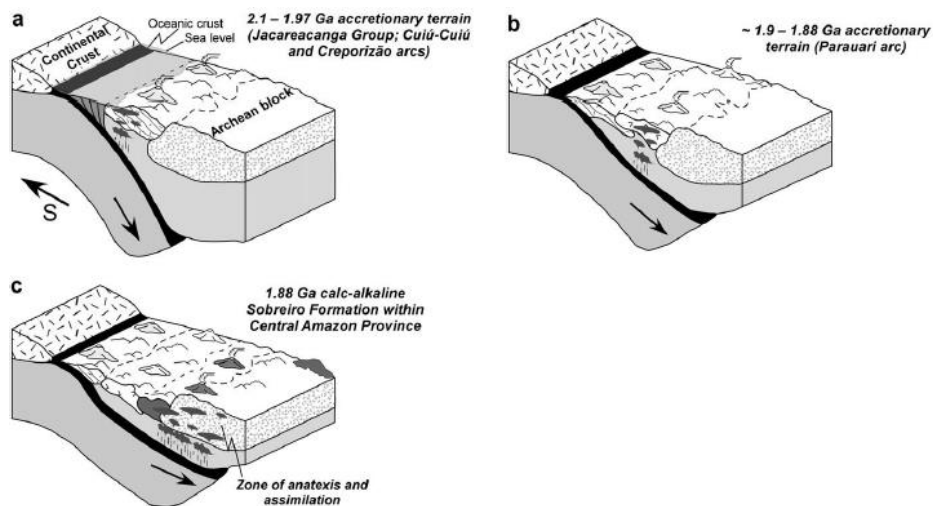 a
Oceanic crust
Sea level
Continental
Crust
2.1 – 1.97 Ga accretionary terrain
(Jacareacanga Group; Cuiú-Cuiú
and Creporizão arcs)
Archean block
S
b
~ 1.9 – 1.88 Ga accretionary
terrain (Parauari arc)
? ?
c
1.88 Ga calc-alkaline
Sobreiro Formation within
Central Amazon Province
Zone of anatexis and
assimilation